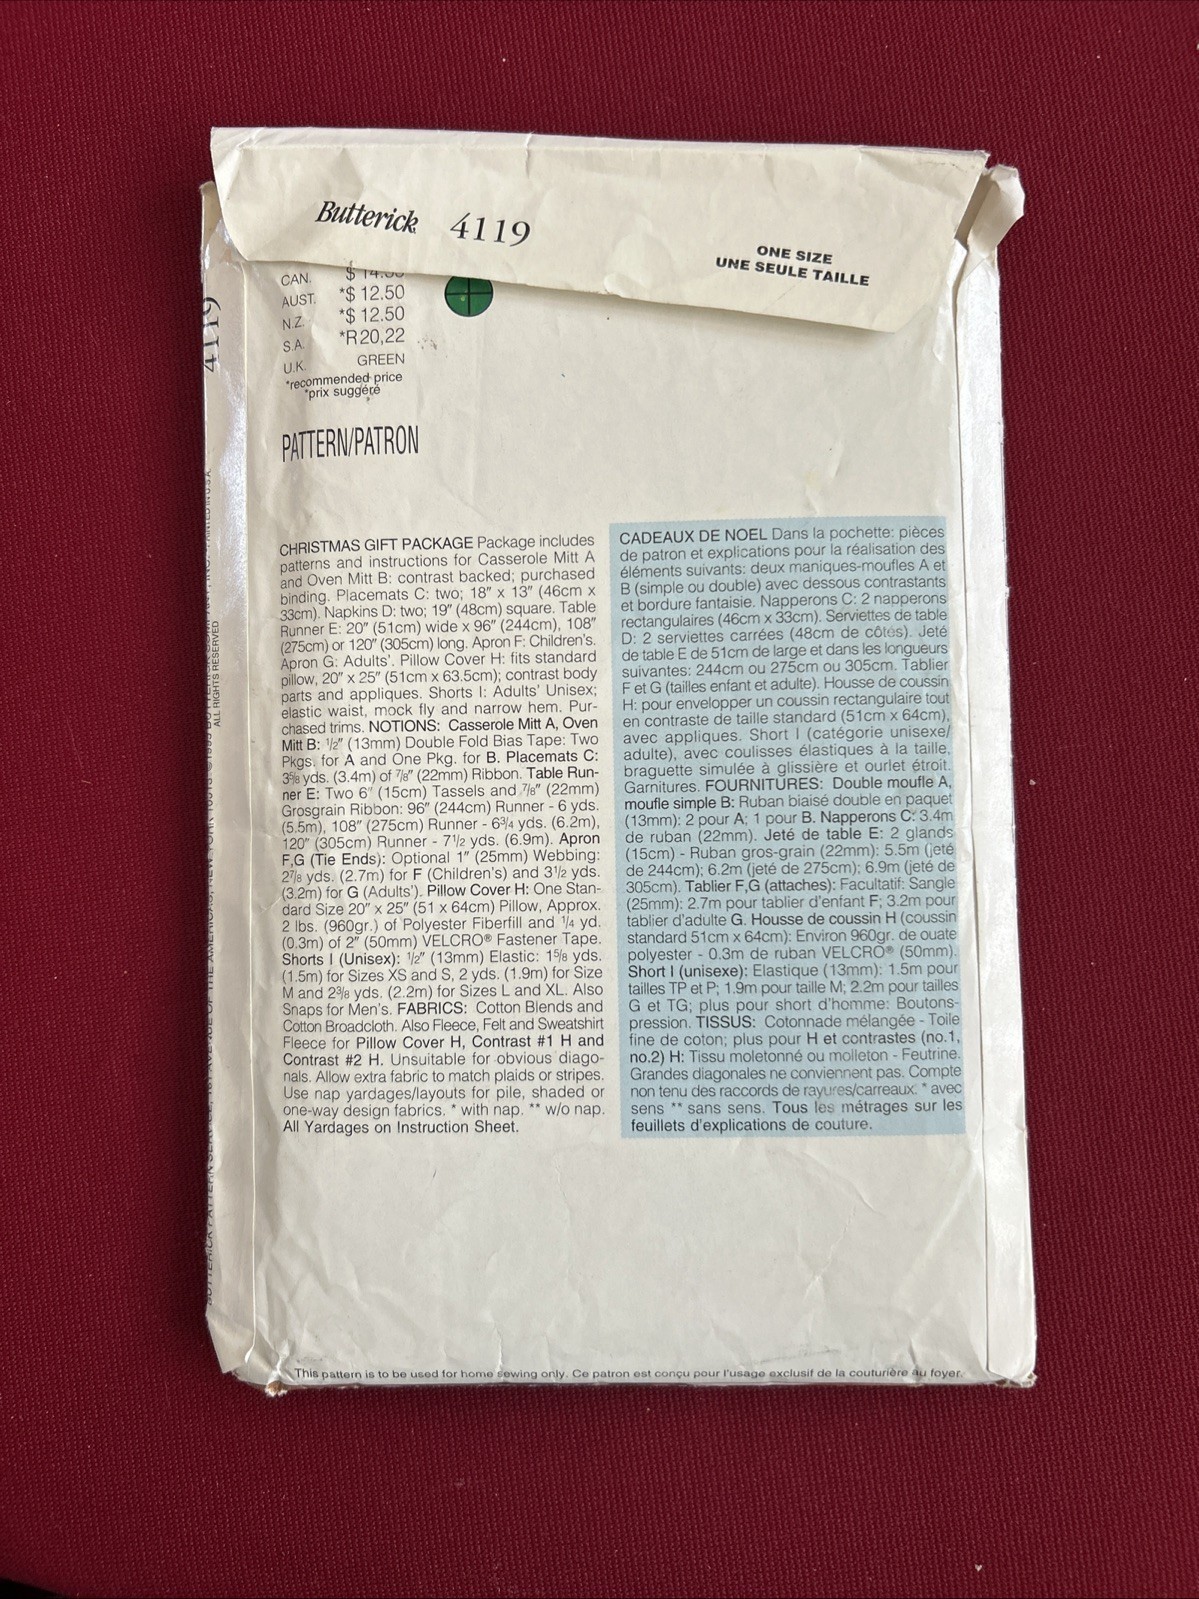 Butterick 4119
ONE SIZE
UNE SEULE TAILLE
CAN. $ 14.00
AUST. *$ 12.50
N.Z. *$ 12.50
S.A. *R20,22
U.K. GREEN
*recommended price
*prix suggéré
PATTERN/PATRON
CHRISTMAS GIFT PACKAGE Package includes
patterns and instructions for Casserole Mitt A
and Oven Mitt B: contrast backed; purchased
binding. Placemats C: two; 18″ x 13″ (46cm x
33cm). Napkins D: two; 19″ (48cm) square. Table
Runner E: 20″ (51cm) wide x 96″ (244cm), 108″
(275cm) or 120″ (305cm) long. Apron F: Children's.
Apron G: Adults'. Pillow Cover H: fits standard
pillow, 20″ x 25″ (51cm x 63.5cm); contrast body
parts and appliques. Shorts I: Adults' Unisex;
elastic waist, mock fly and narrow hem. Pur-
chased trims. NOTIONS: Casserole Mitt A, Oven
Mitt B: 1/2″ (13mm) Double Fold Bias Tape: Two
Pkgs. for A and One Pkg. for B. Placemats C:
3 5/8 yds. (3.4m) of 7/8″ (22mm) Ribbon. Table Run-
ner E: Two 6″ (15cm) Tassels and 7/8″ (22mm)
Grosgrain Ribbon: 96″ (244cm) Runner - 6 yds.
(5.5m), 108″ (275cm) Runner - 6 3/4 yds. (6.2m),
120″ (305cm) Runner - 7 1/2 yds. (6.9m). Apron
F,G (Tie Ends): Optional 1″ (25mm) Webbing:
2 7/8 yds. (2.7m) for F (Children's) and 3 1/2 yds.
(3.2m) for G (Adults'). Pillow Cover H: One Stan-
dard Size 20″ x 25″ (51 x 64cm) Pillow, Approx.
2 lbs. (960gr.) of Polyester Fiberfill and 1/4 yd.
(0.3m) of 2″ (50mm) VELCRO® Fastener Tape.
Shorts I (Unisex): 1/2″ (13mm) Elastic: 1 5/8 yds.
(1.5m) for Sizes XS and S, 2 yds. (1.9m) for Size
M and 2 3/8 yds. (2.2m) for Sizes L and XL. Also
Snaps for Men's. FABRICS: Cotton Blends and
Cotton Broadcloth. Also Fleece, Felt and Sweatshirt
Fleece for Pillow Cover H, Contrast #1 H and
Contrast #2 H. Unsuitable for obvious diago-
nals. Allow extra fabric to match plaids or stripes.
Use nap yardages/layouts for pile, shaded or
one-way design fabrics. * with nap. ** w/o nap.
All Yardages on Instruction Sheet.
CADEAUX DE NOEL Dans la pochette: pièces
de patron et explications pour la réalisation des
éléments suivants: deux maniques-moufles A et
B (simple ou double) avec dessous contrastants
et bordure fantaisie. Napperons C: 2 napperons
rectangulaires (46cm x 33cm). Serviettes de table
D: 2 serviettes carrées (48cm de côtés). Jeté
de table E de 51cm de large et dans les longueurs
suivantes: 244cm ou 275cm ou 305cm. Tablier
F et G (tailles enfant et adulte). Housse de coussin
H: pour envelopper un coussin rectangulaire tout
en contraste de taille standard (51cm x 64cm),
avec appliques. Short I (catégorie unisexe/
adulte), avec coulisses élastiques à la taille,
braguette simulée à glissière et ourlet étroit.
Garnitures. FOURNITURES: Double moufle A,
moufle simple B: Ruban biaisé double en paquet
(13mm): 2 pour A; 1 pour B. Napperons C: 3.4m
de ruban (22mm). Jeté de table E: 2 glands
(15cm) - Ruban gros-grain (22mm): 5.5m (jeté
de 244cm); 6.2m (jeté de 275cm): 6.9m (jeté de
305cm). Tablier F,G (attaches): Facultatif: Sangle
(25mm): 2.7m pour tablier d'enfant F; 3.2m pour
tablier d'adulte G. Housse de coussin H (coussin
standard 51cm x 64cm): Environ 960gr. de ouate
polyester - 0.3m de ruban VELCRO® (50mm).
Short I (unisexe): Elastique (13mm): 1.5m pour
tailles TP et P; 1.9m pour taille M; 2.2m pour tailles
G et TG; plus pour short d'homme: Boutons-
pression. TISSUS: Cotonnade mélangée - Toile
fine de coton; plus pour H et contrastes (no.1,
no.2) H: Tissu moletonné ou molleton - Feutrine.
Grandes diagonales ne conviennent pas. Compte
non tenu des raccords de rayures/carreaux. * avec
sens ** sans sens. Tous les métrages sur les
feuillets d'explications de couture.
This pattern is to be used for home sewing only. Ce patron est conçu pour l'usage exclusif de la couturière au foyer.
4119
ALL RIGHTS RESERVED